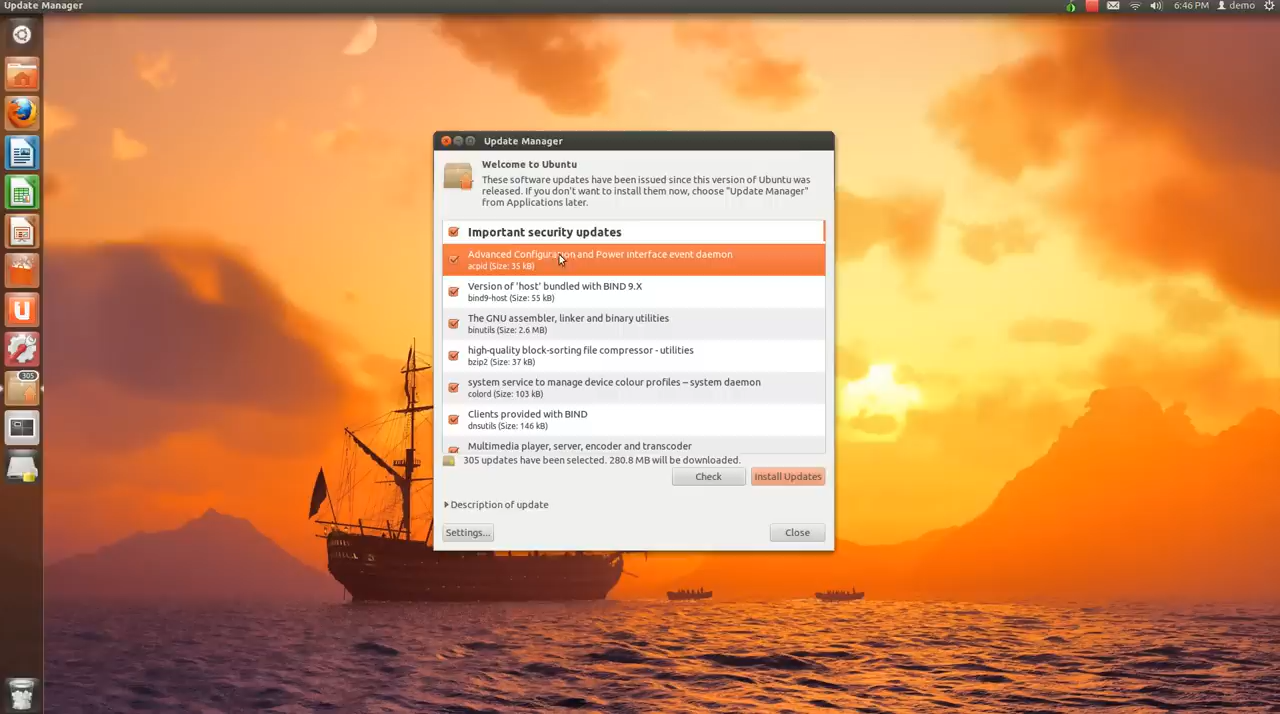 Update Manager
6:46 PM
demo
Update Manager
Welcome to Ubuntu
These software updates have been issued since this version of Ubuntu was
released. If you don't want to install them now, choose "Update Manager"
from Applications later.
Important security updates
Advanced Configuration and Power Interface event daemon
acpid (Size: 35 kB)
Version of 'host' bundled with BIND 9.X
bind9-host (Size: 55 kB)
The GNU assembler, linker and binary utilities
binutils (Size: 2.6 MB)
high-quality block-sorting file compressor - utilities
bzip2 (Size: 37 kB)
system service to manage device colour profiles – system daemon
colord (Size: 103 kB)
Clients provided with BIND
dnsutils (Size: 146 kB)
Multimedia player, server, encoder and transcoder
305 updates have been selected. 280.8 MB will be downloaded.
Check
Install Updates
Description of update
Settings...
Close
305